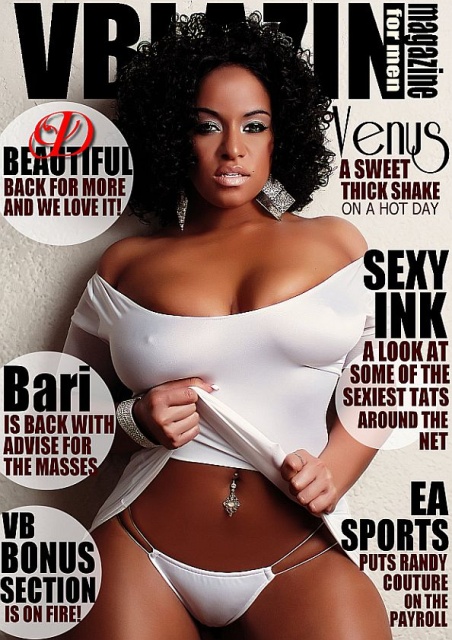 VBLAZIN
magazine
for men
D
BEAUTIFUL
BACK FOR MORE
AND WE LOVE IT!
Venus
A SWEET
THICK SHAKE
ON A HOT DAY
SEXY
INK
A LOOK AT
SOME OF THE
SEXIEST TATS
AROUND THE
NET
Bari
IS BACK WITH
ADVISE FOR
THE MASSES
EA
SPORTS
PUTS RANDY
COUTURE
ON THE
PAYROLL
VB
BONUS
SECTION
IS ON FIRE!